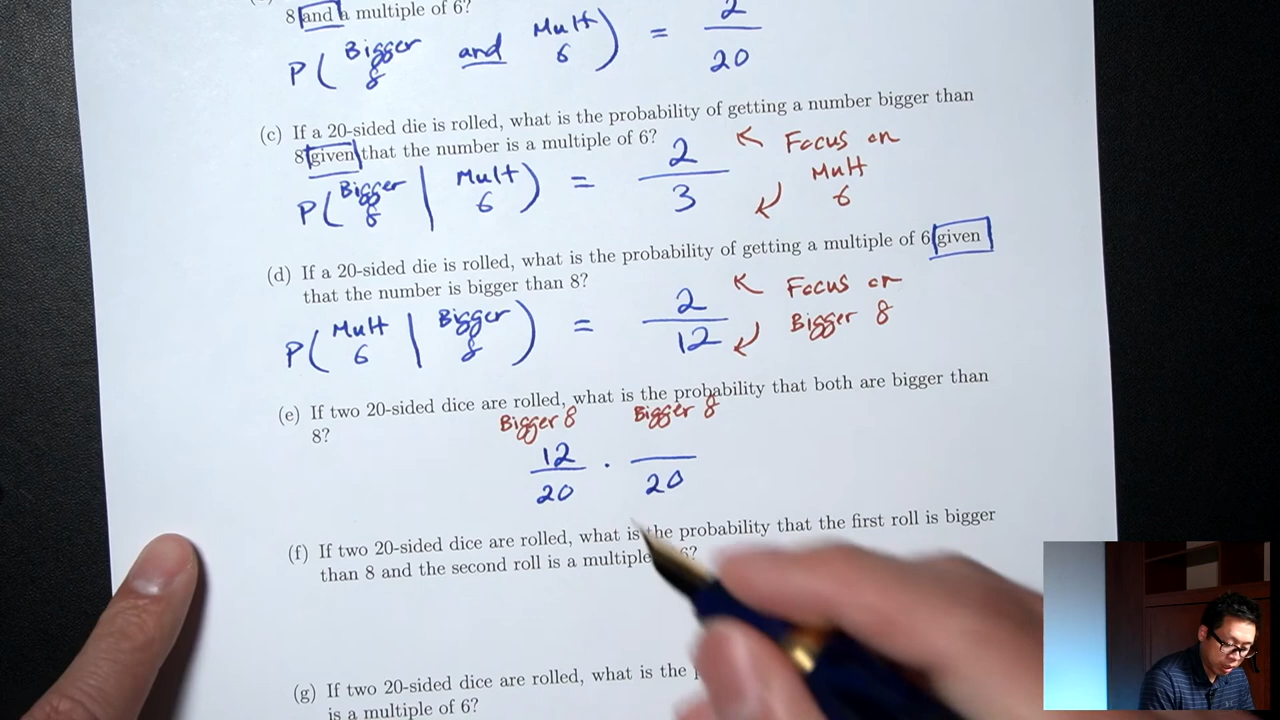 8 and a multiple of 6?
P( Bigger 8 and Mult 6 ) = 2/20
(c) If a 20-sided die is rolled, what is the probability of getting a number bigger than
8 given that the number is a multiple of 6?
P( Bigger 8 | Mult 6 ) = 2/3
Focus on
Mult
6
(d) If a 20-sided die is rolled, what is the probability of getting a multiple of 6 given
that the number is bigger than 8?
P( Mult 6 | Bigger 8 ) = 2/12
Focus on
Bigger 8
(e) If two 20-sided dice are rolled, what is the probability that both are bigger than
8?
Bigger 8 Bigger 8
12/20 · /20
(f) If two 20-sided dice are rolled, what is the probability that the first roll is bigger
than 8 and the second roll is a multiple 6?
(g) If two 20-sided dice are rolled, what is the
is a multiple of 6?